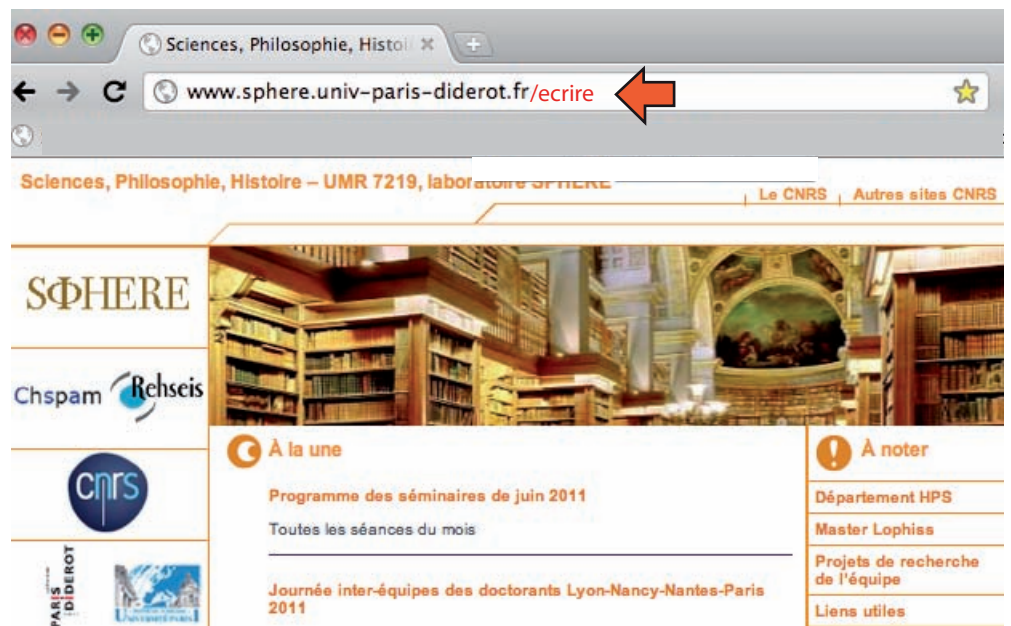 Sciences, Philosophie, Histoi
www.sphere.univ-paris-diderot.fr/ecrire
Sciences, Philosophie, Histoire – UMR 7219, laboratoire SPHERE
Le CNRS
Autres sites CNRS
SΦHERE
Chspam Rehseis
cnrs
PARIS
DIDEROT
À la une
Programme des séminaires de juin 2011
Toutes les séances du mois
Journée inter-équipes des doctorants Lyon-Nancy-Nantes-Paris
2011
À noter
Département HPS
Master Lophiss
Projets de recherche
de l'équipe
Liens utiles